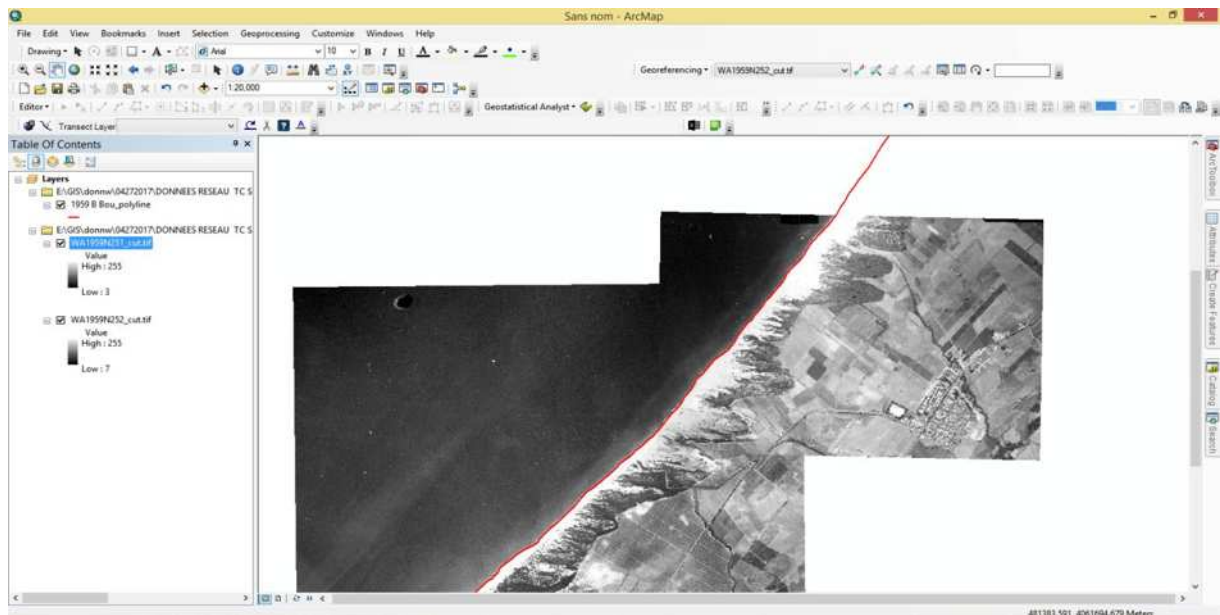 Sans nom - ArcMap
File Edit View Bookmarks Insert Selection Geoprocessing Customize Windows Help
Drawing A Arial 10 B I U A
Georeferencing WA1959N252_cut.tif
1:20,000
Editor Geostatistical Analyst
Transect Layer
Table Of Contents
Layers
E:\GIS\donnw\04272017\DONNEES RESEAU TC S
1959 B Bou_polyline
E:\GIS\donnw\04272017\DONNEES RESEAU TC S
WA1959N251_cut.tif
Value
High : 255
Low : 3
WA1959N252_cut.tif
Value
High : 255
Low : 7
ArcToolbox
Attributes
Create Features
Catalog
Search
481383,591 4061694,679 Meters